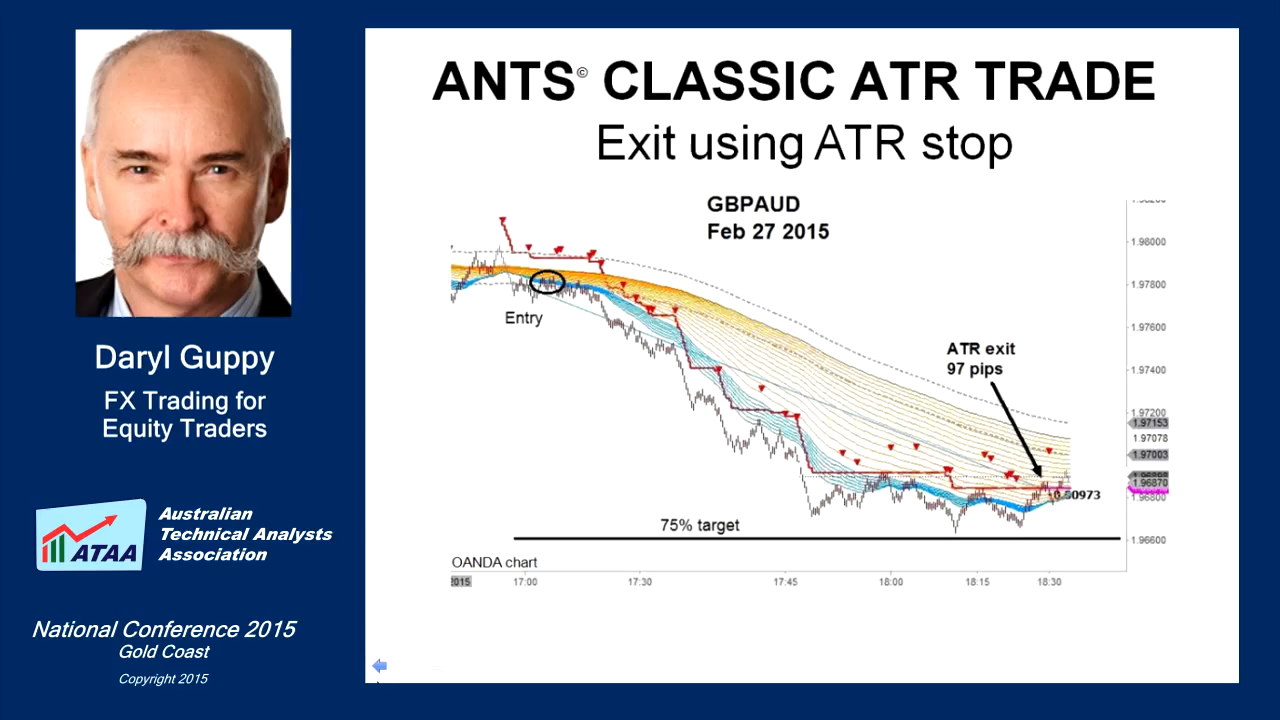 Daryl Guppy
FX Trading for
Equity Traders
ATAA
Australian
Technical Analysts
Association
National Conference 2015
Gold Coast
Copyright 2015
ANTS© CLASSIC ATR TRADE
Exit using ATR stop
GBPAUD
Feb 27 2015
Entry
ATR exit
97 pips
75% target
OANDA chart
1.98000
1.97800
1.97600
1.97400
1.97200
1.97153
1.97078
1.97003
1.96870
1.96800
1.96600
2015 17:00 17:30 17:45 18:00 18:15 18:30